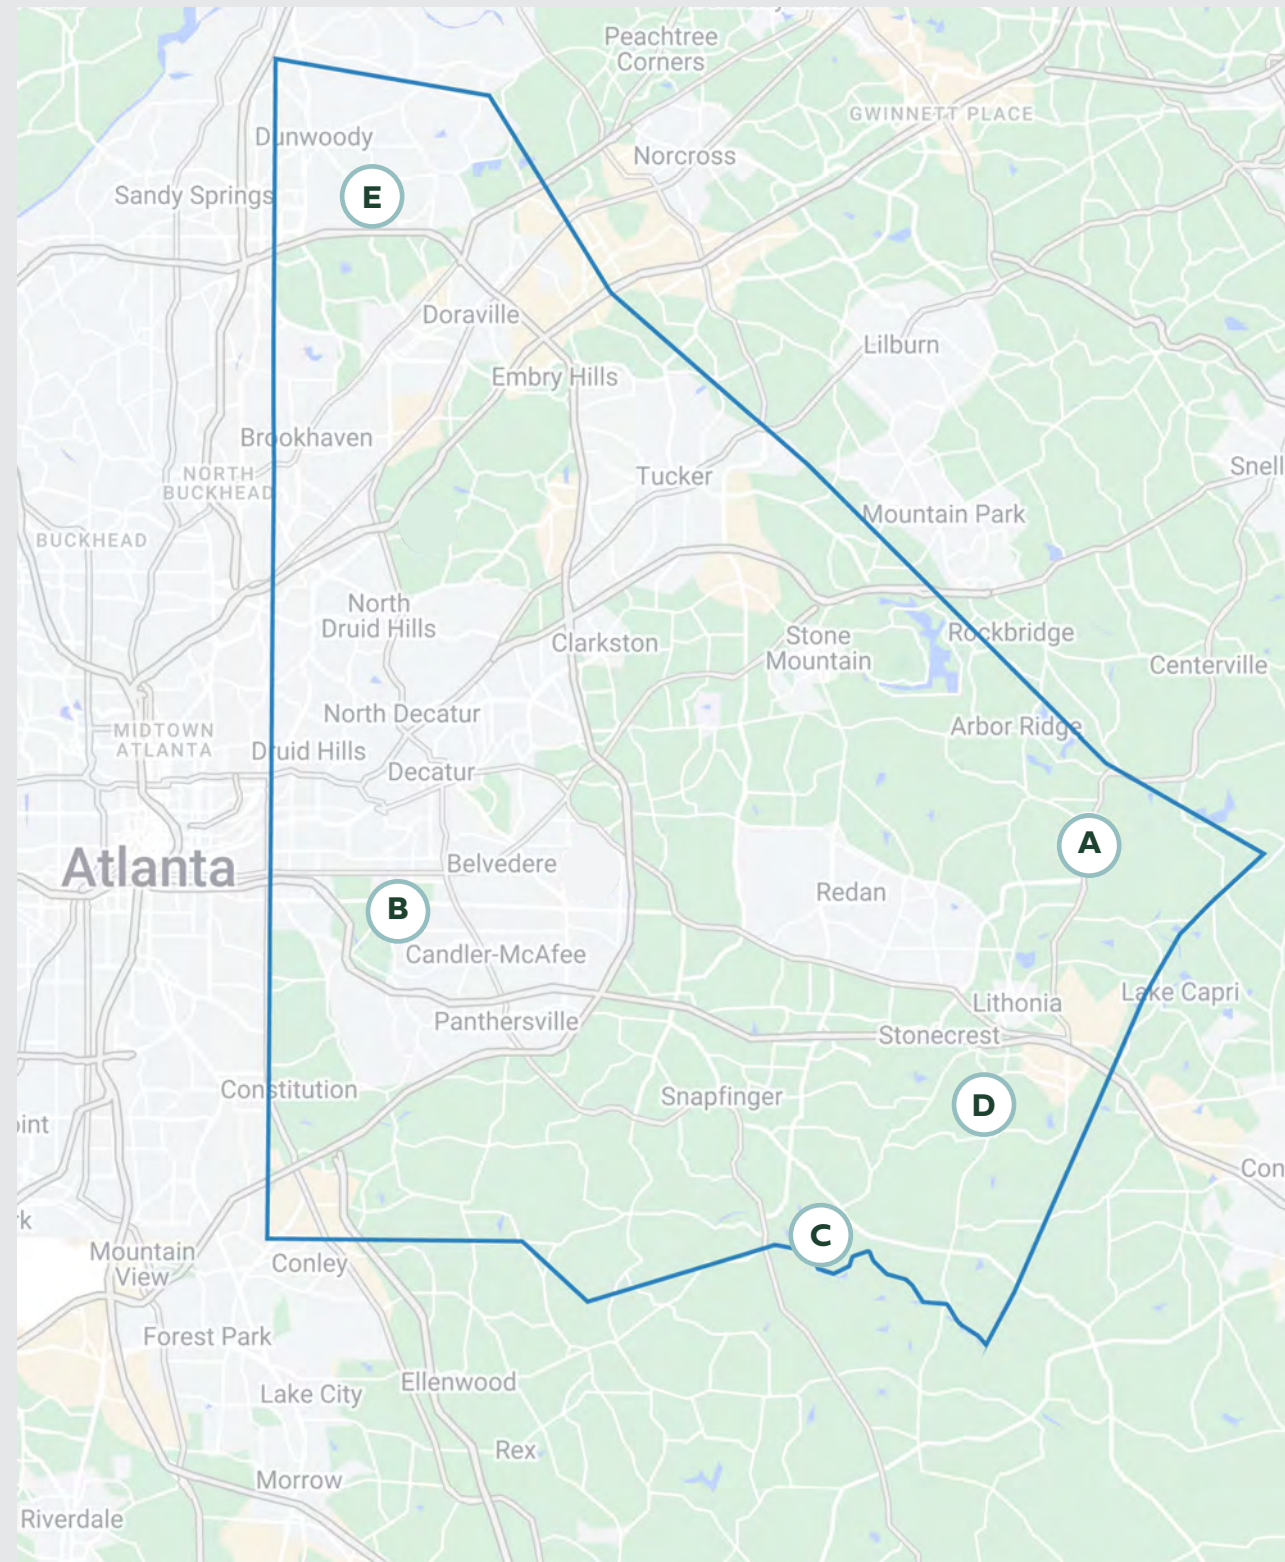 Peachtree
Corners
GWINNETT PLACE
Dunwoody
Norcross
Sandy Springs
E
Doraville
Lilburn
Embry Hills
Brookhaven
NORTH
BUCKHEAD
Tucker
Snell
Mountain Park
BUCKHEAD
North
Druid Hills
Clarkston
Stone
Mountain
Rockbridge
Centerville
North Decatur
Arbor Ridge
MIDTOWN
ATLANTA
Druid Hills
Decatur
A
Atlanta
Belvedere
Redan
B
Candler-McAfee
Lake Capri
Lithonia
Panthersville
Stonecrest
Constitution
Snapfinger
D
oint
Con
rk
C
Mountain
View
Conley
Forest Park
Lake City
Ellenwood
Rex
Morrow
Riverdale